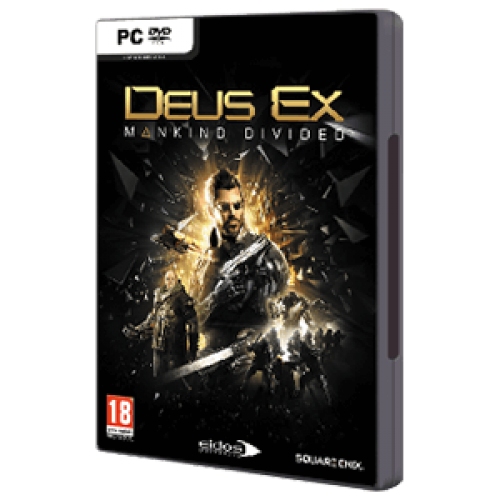 PC DVD
DEUS EX
MANKIND DIVIDED
18
eidos
SQUARE ENIX